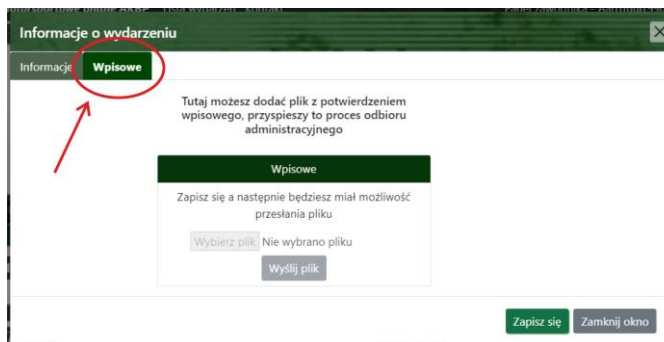 Informacje o wydarzeniu
Informacje Wpisowe
Tutaj możesz dodać plik z potwierdzeniem
wpisowego, przyspieszy to proces odbioru
administracyjnego
Wpisowe
Zapisz się a następnie będziesz miał możliwość
przesłania pliku
Wybierz plik Nie wybrano pliku
Wyślij plik
Zapisz się Zamknij okno